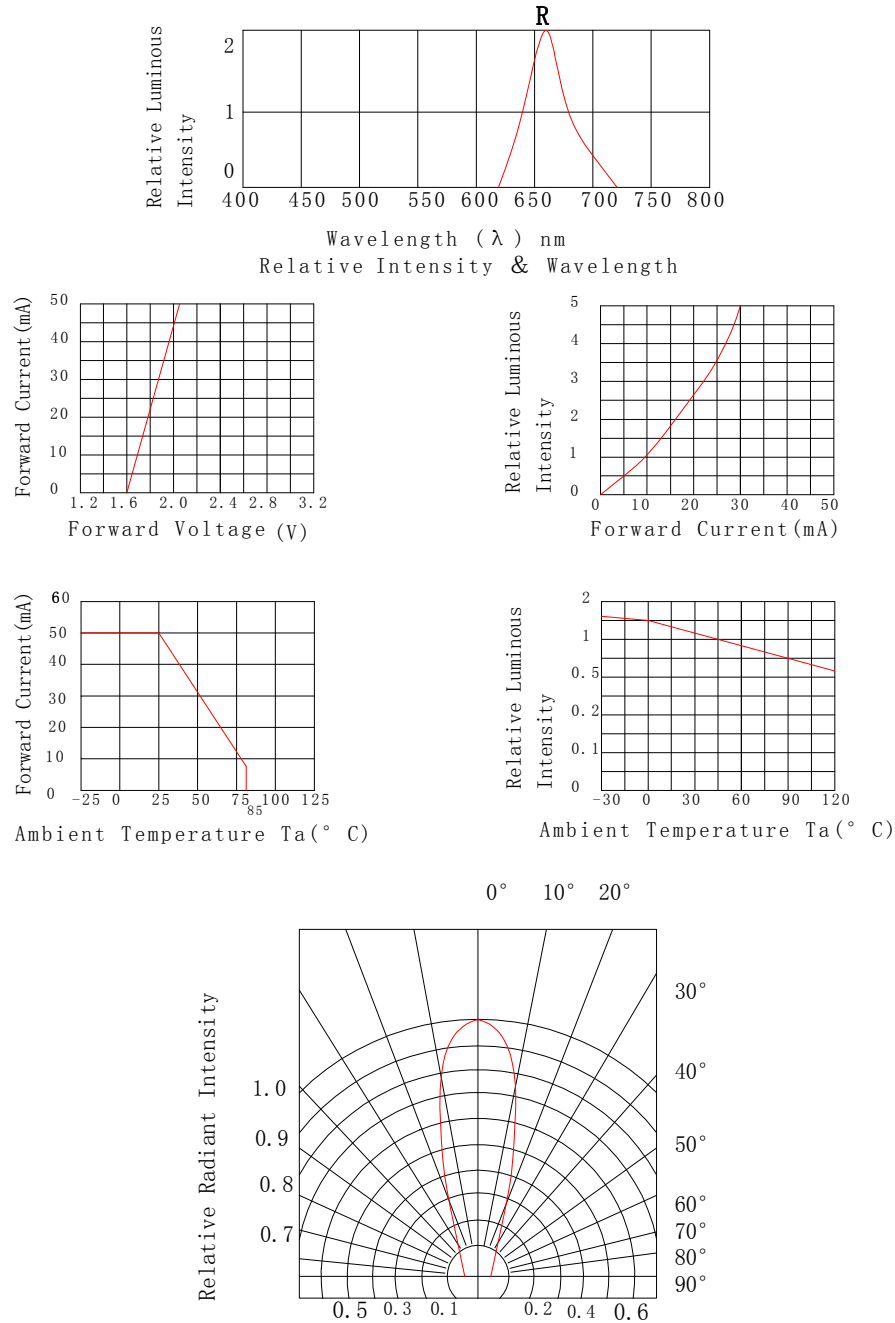 R
Relative Luminous
Intensity
2
1
0
400 450 500 550 600 650 700 750 800
Wavelength (λ) nm
Relative Intensity & Wavelength
Forward Current(mA)
50
40
30
20
10
0
1.2 1.6 2.0 2.4 2.8 3.2
Forward Voltage (V)
Relative Luminous
Intensity
5
4
3
2
1
0
0 10 20 30 40 50
Forward Current(mA)
Forward Current(mA)
60
50
40
30
20
10
0
-25 0 25 50 75 100 125
85
Ambient Temperature Ta(° C)
Relative Luminous
Intensity
2
1
0.5
0.2
0.1
0
-30 0 30 60 90 120
Ambient Temperature Ta(° C)
0° 10° 20°
30°
40°
50°
60°
70°
80°
90°
Relative Radiant Intensity
1.0
0.9
0.8
0.7
0.5 0.3 0.1 0.2 0.4 0.6